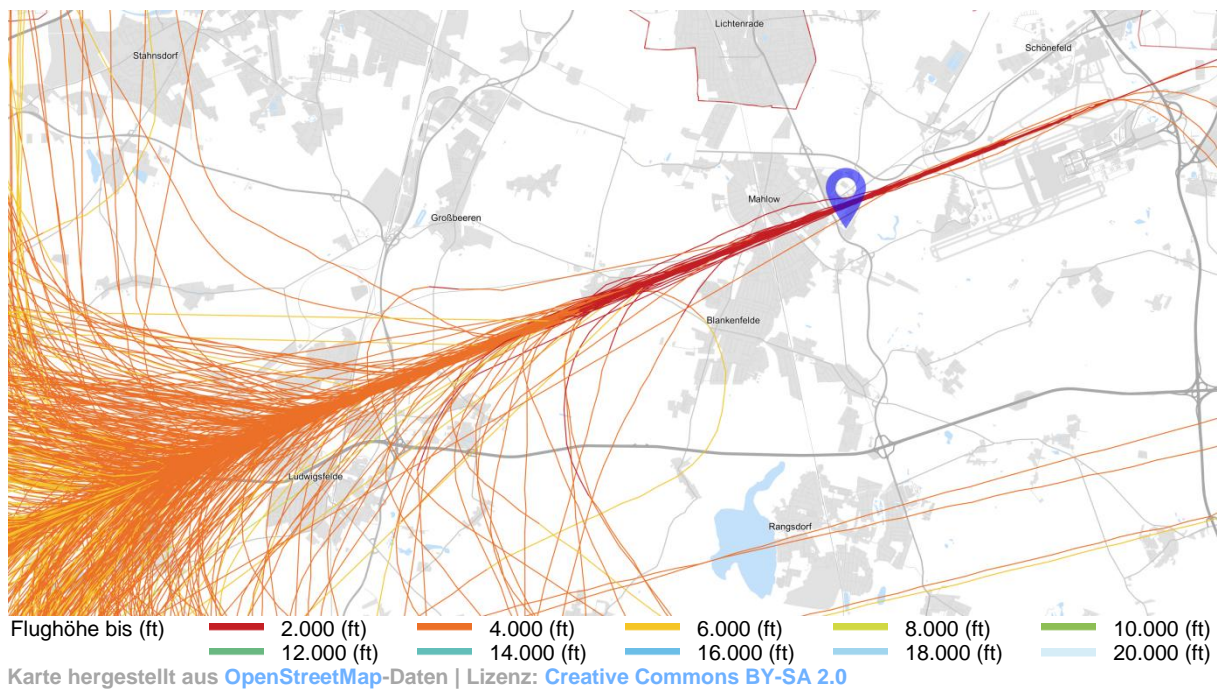 Lichtenrade
Schönefeld
Stahnsdorf
Mahlow
Großbeeren
Blankenfelde
Ludwigsfelde
Rangsdorf
Flughöhe bis (ft) 2.000 (ft) 4.000 (ft) 6.000 (ft) 8.000 (ft) 10.000 (ft)
12.000 (ft) 14.000 (ft) 16.000 (ft) 18.000 (ft) 20.000 (ft)
Karte hergestellt aus OpenStreetMap-Daten | Lizenz: Creative Commons BY-SA 2.0